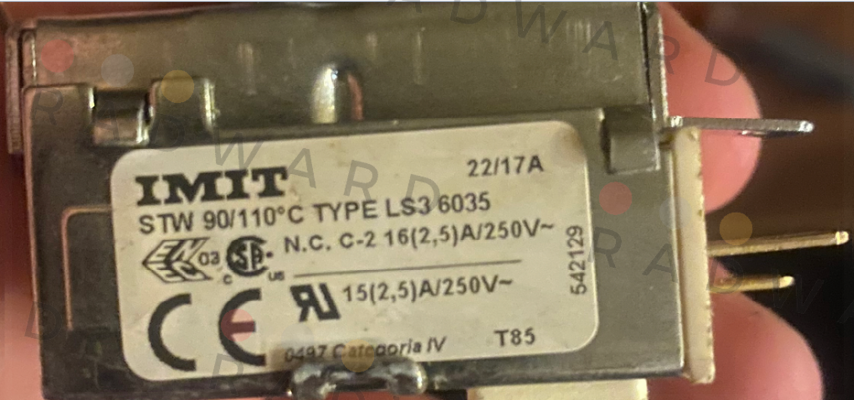 IMIT 22/17A
STW 90/110°C TYPE LS3 6035
03 N.C. C-2 16(2,5)A/250V~
C US
15(2,5)A/250V~
0497 Categoria IV T85
542129